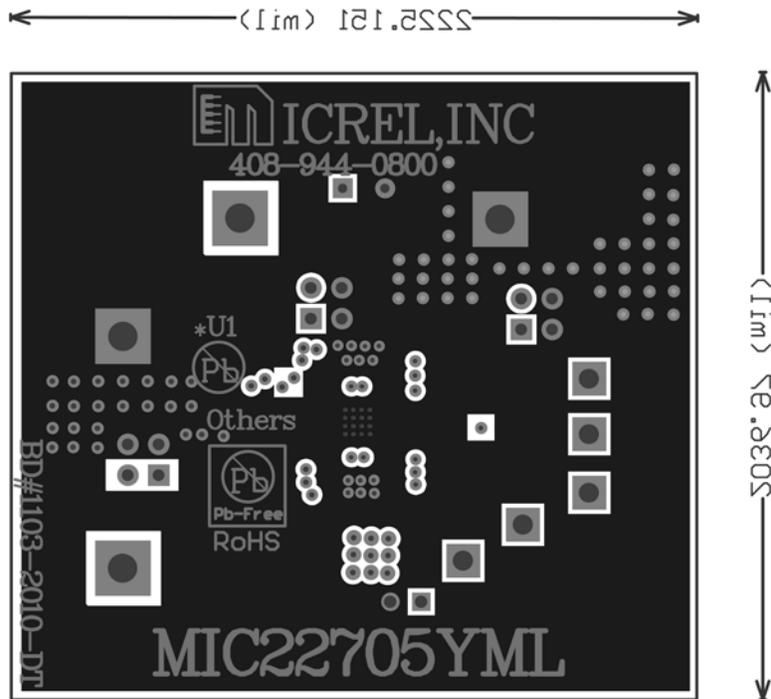 2225.151 (mil)
MICREL,INC
408-944-0800
*U1
Pb
Others
Pb
Pb-Free
RoHS
BD#1103-2010-DT
MIC22705YML
2036.97 (mil)